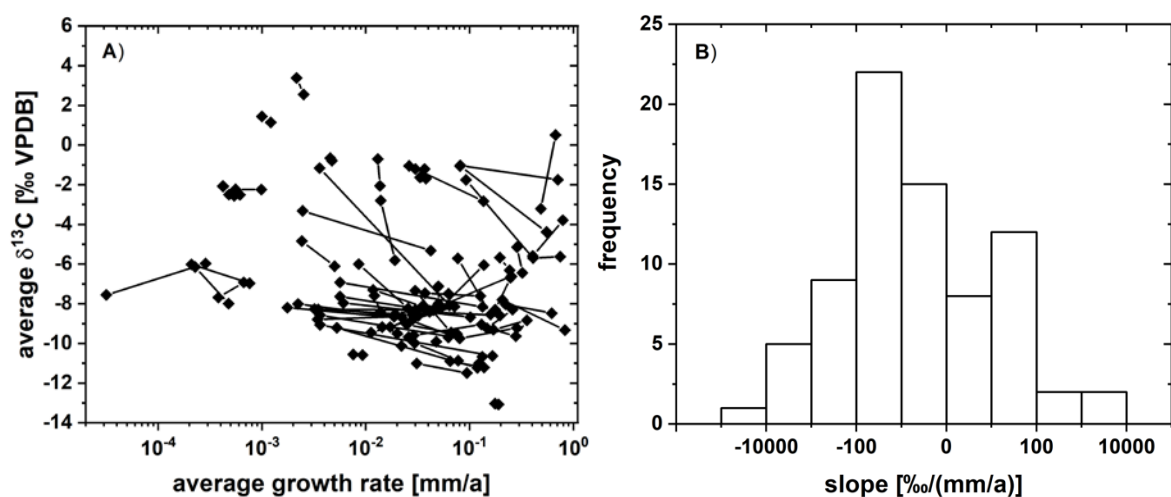 A)
average δ¹³C [‰ VPDB]
6
4
2
0
-2
-4
-6
-8
-10
-12
-14
10⁻⁴ 10⁻³ 10⁻² 10⁻¹ 10⁰
average growth rate [mm/a]
B)
frequency
25
20
15
10
5
0
-10000 -100 0 100 10000
slope [‰/(mm/a)]